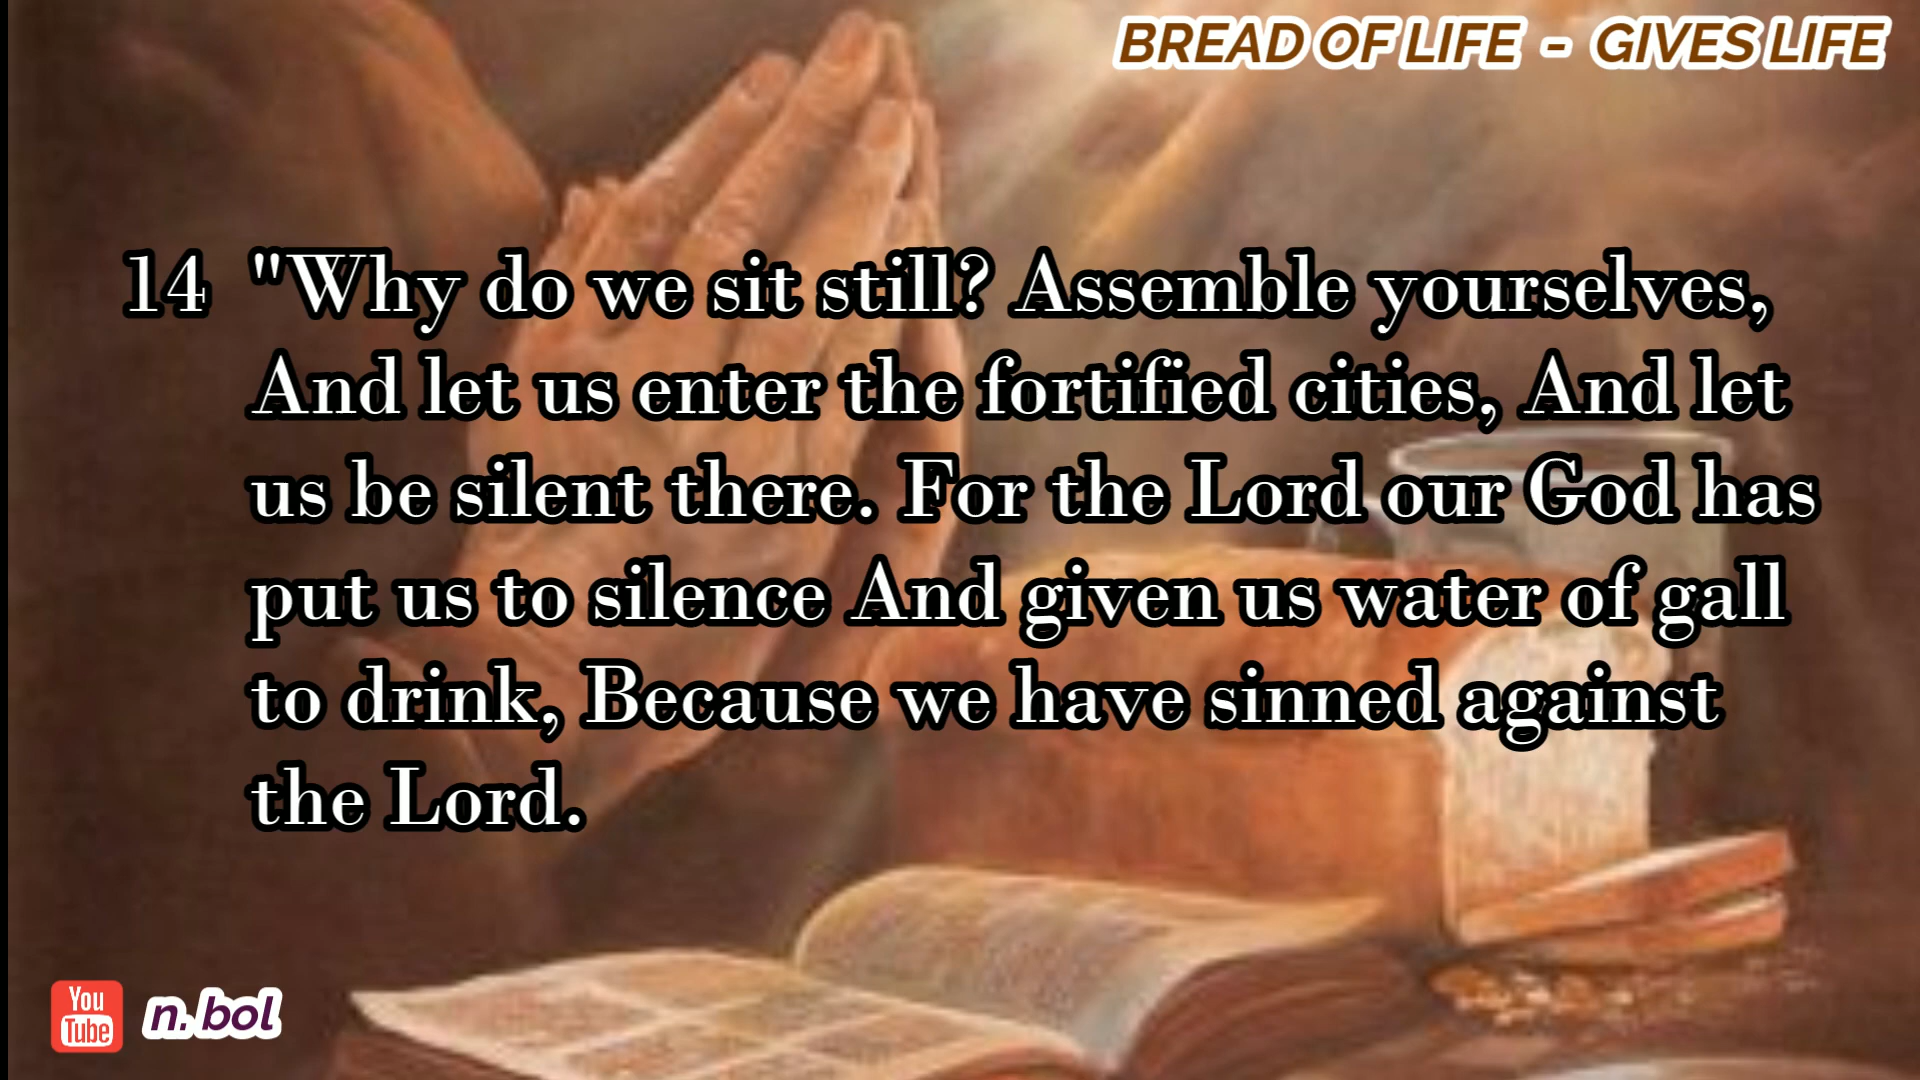 BREAD OF LIFE - GIVES LIFE
14 "Why do we sit still? Assemble yourselves,
And let us enter the fortified cities, And let
us be silent there. For the Lord our God has
put us to silence And given us water of gall
to drink, Because we have sinned against
the Lord.
You
Tube
n.bol